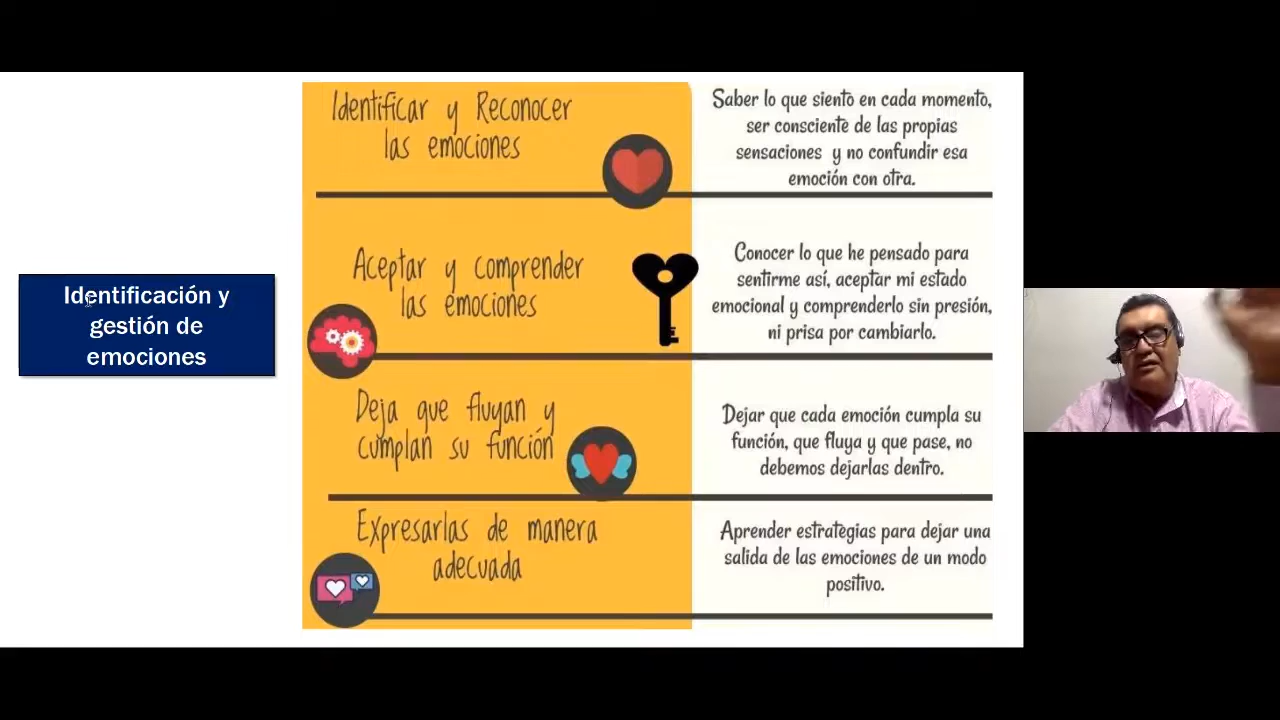 Identificación y
gestión de
emociones
Identificar y Reconocer
las emociones
Saber lo que siento en cada momento,
ser consciente de las propias
sensaciones y no confundir esa
emoción con otra.
Aceptar y comprender
las emociones
Conocer lo que he pensado para
sentirme así, aceptar mi estado
emocional y comprenderlo sin presión,
ni prisa por cambiarlo.
Deja que fluyan y
cumplan su función
Dejar que cada emoción cumpla su
función, que fluya y que pase, no
debemos dejarlas dentro.
Expresarlas de manera
adecuada
Aprender estrategias para dejar una
salida de las emociones de un modo
positivo.